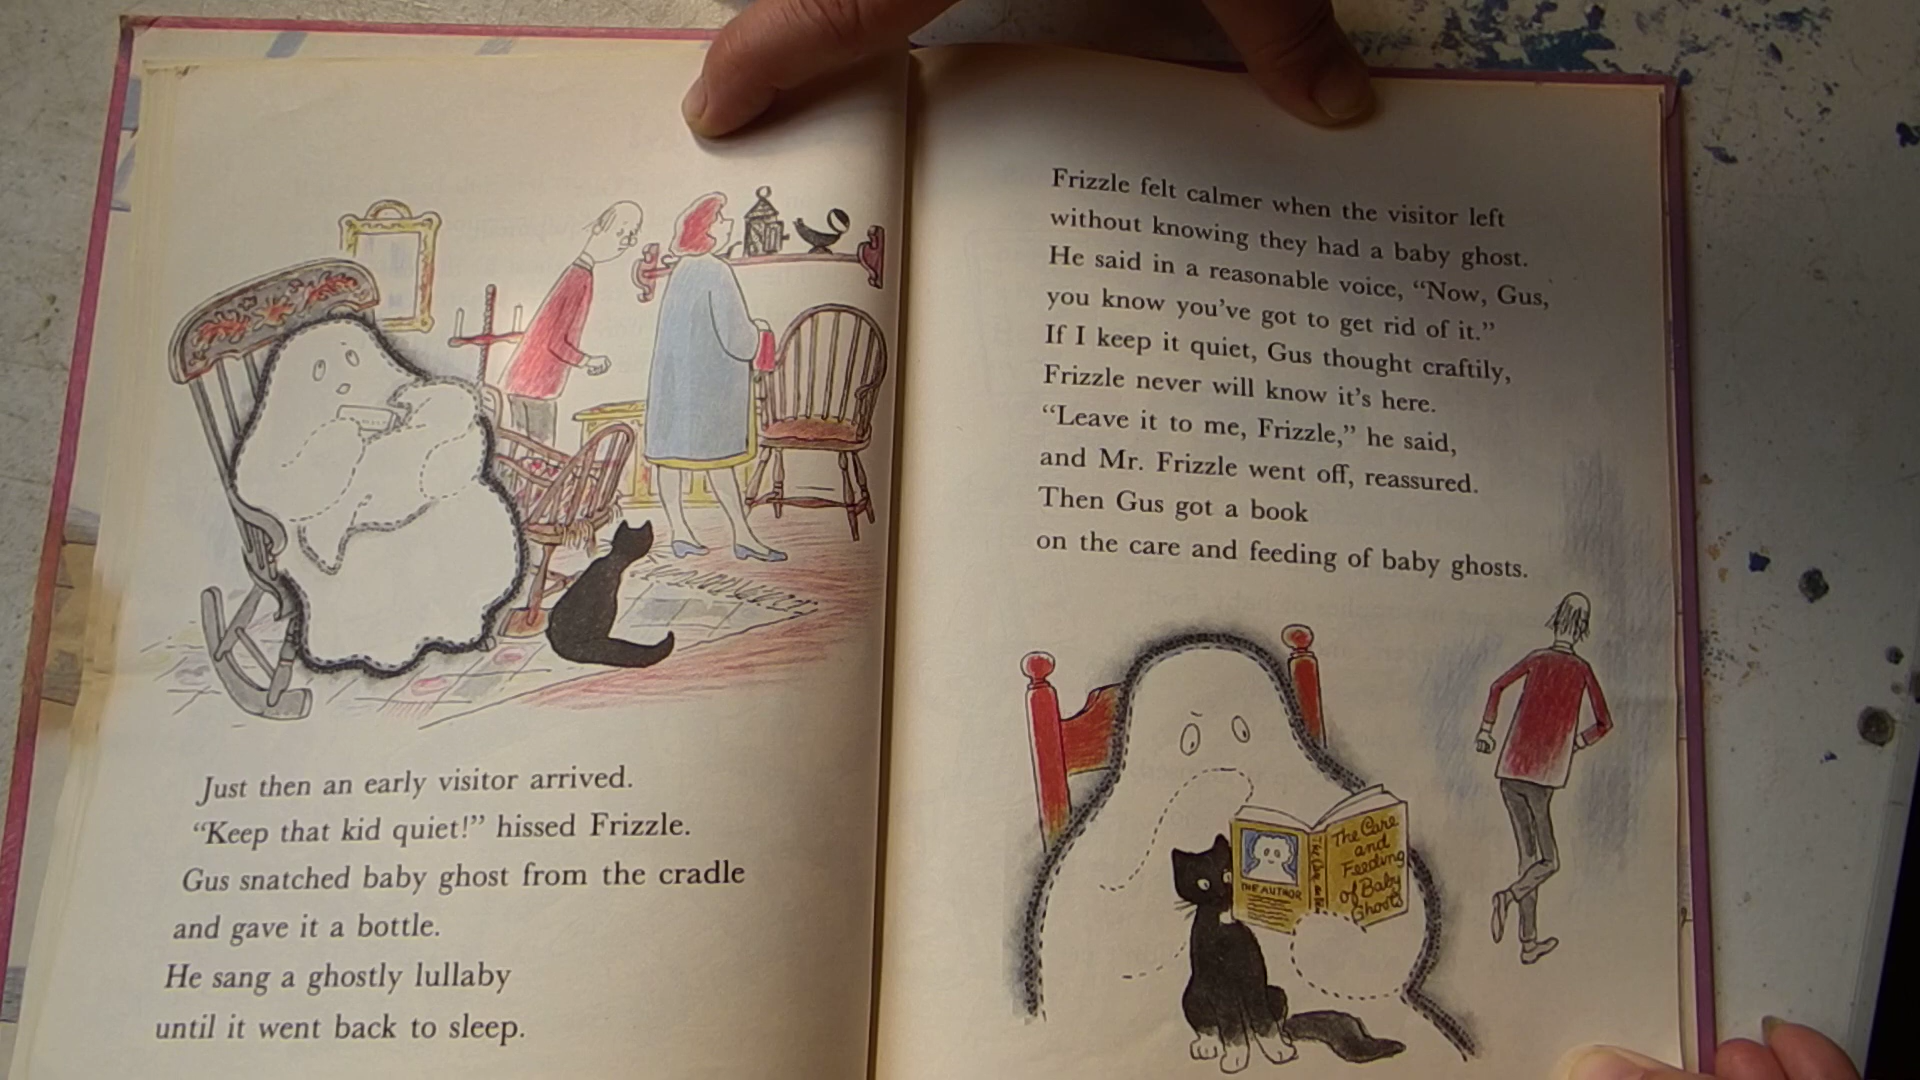 Just then an early visitor arrived.
“Keep that kid quiet!” hissed Frizzle.
Gus snatched baby ghost from the cradle
and gave it a bottle.
He sang a ghostly lullaby
until it went back to sleep.
Frizzle felt calmer when the visitor left
without knowing they had a baby ghost.
He said in a reasonable voice, “Now, Gus,
you know you’ve got to get rid of it.”
If I keep it quiet, Gus thought craftily,
Frizzle never will know it’s here.
“Leave it to me, Frizzle,” he said,
and Mr. Frizzle went off, reassured.
Then Gus got a book
on the care and feeding of baby ghosts.
THE AUTHOR
The Care
and
Feeding
of Baby
Ghosts